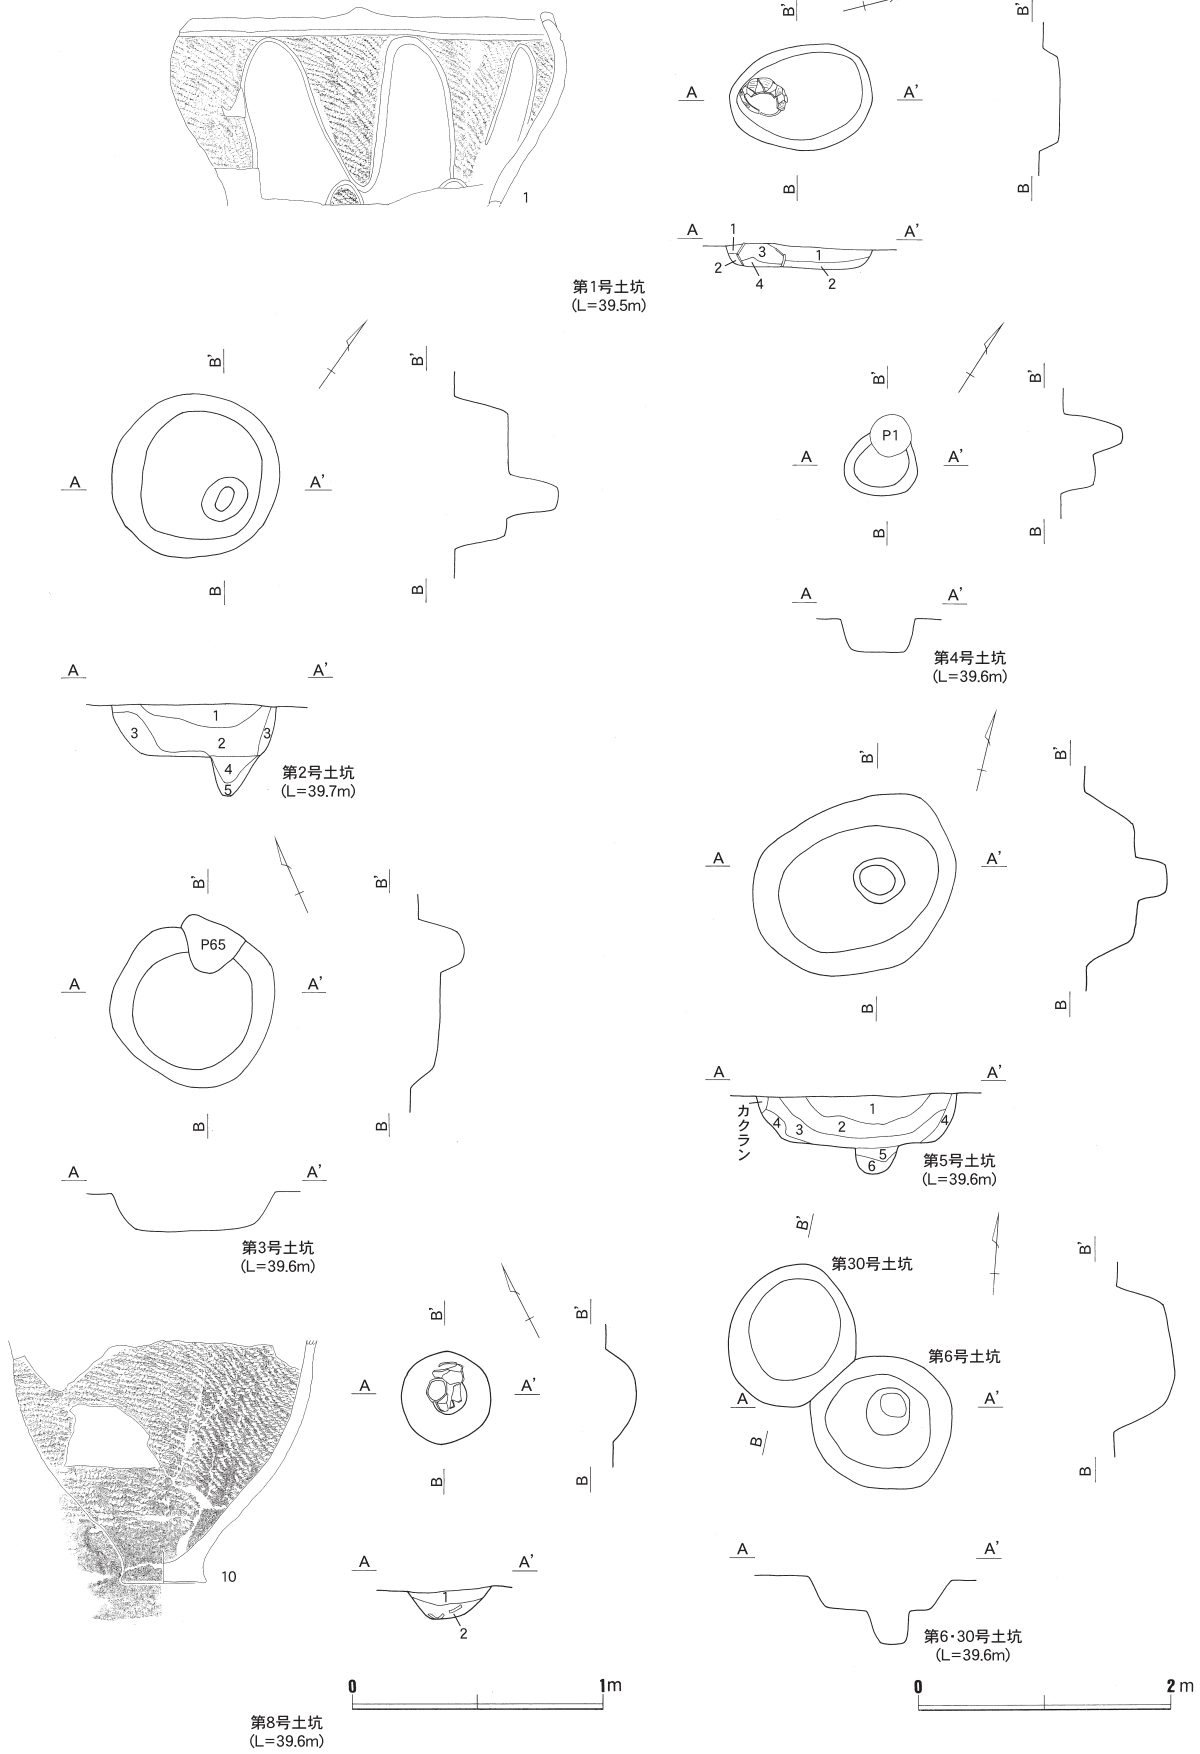 1
B'
B'
A
A'
B
B
A
1
3
1
A'
2
4
2
第1号土坑
(L=39.5m)
B'
B'
A
A'
B
B
A
A'
1
3
2
3
4
5
第2号土坑
(L=39.7m)
B'
B'
P1
A
A'
B
B
A
A'
第4号土坑
(L=39.6m)
B'
B'
P65
A
A'
B
B
A
A'
第3号土坑
(L=39.6m)
B'
B'
A
A'
B
B
A
A'
カクラン
1
4
3
2
4
5
6
第5号土坑
(L=39.6m)
10
B'
B'
A
A'
B
B
A
A'
1
2
第8号土坑
(L=39.6m)
0
1m
B'
B'
第30号土坑
第6号土坑
A
A'
B
B
A
A'
第6・30号土坑
(L=39.6m)
0
2 m